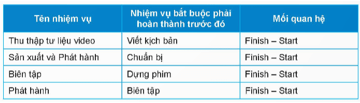 Tên nhiệm vụ
Nhiệm vụ bắt buộc phải
hoàn thành trước đó
Mối quan hệ
Thu thập tư liệu video
Viết kịch bản
Finish – Start
Sản xuất và Phát hành
Chuẩn bị
Finish – Start
Biên tập
Dựng phim
Finish – Start
Phát hành
Biên tập
Finish – Start